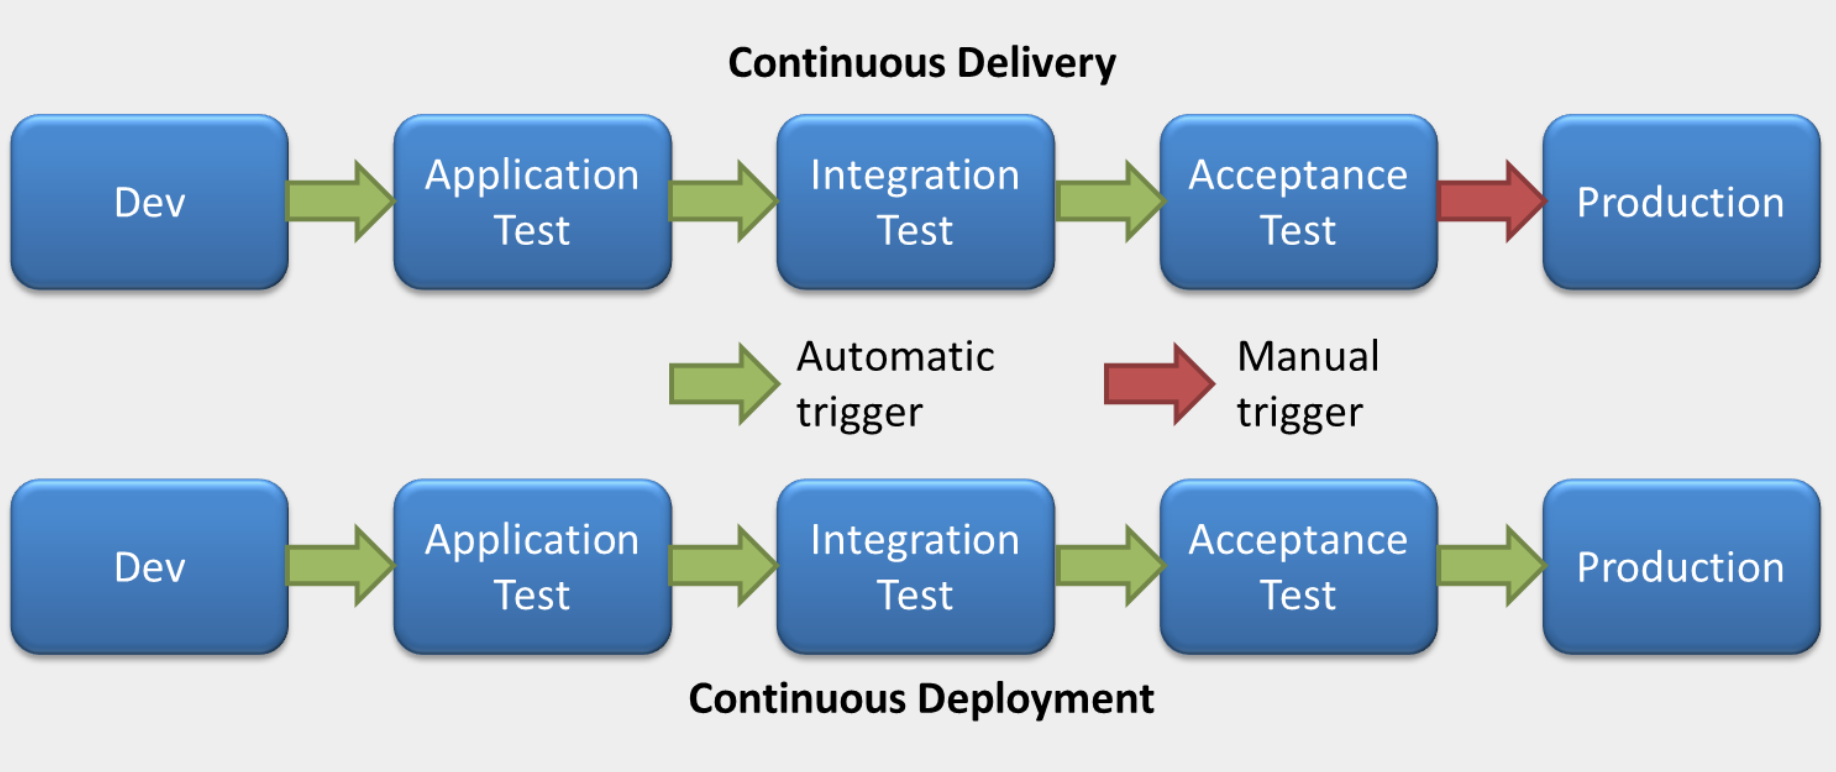 Continuous Delivery
Dev
Application
Test
Integration
Test
Acceptance
Test
Production
Automatic
trigger
Manual
trigger
Dev
Application
Test
Integration
Test
Acceptance
Test
Production
Continuous Deployment